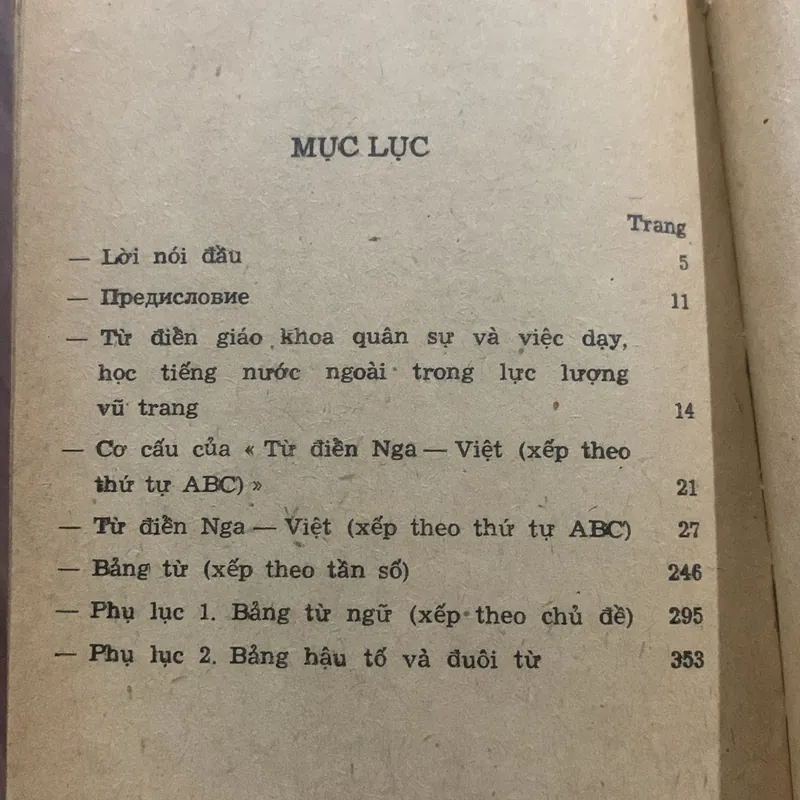 MỤC LỤC
Trang
— Lời nói đầu 5
— Предисловие 11
— Từ điển giáo khoa quân sự và việc dạy,
học tiếng nước ngoài trong lực lượng
vũ trang 14
— Cơ cấu của « Từ điển Nga — Việt (xếp theo
thứ tự ABC) » 21
— Từ điển Nga — Việt (xếp theo thứ tự ABC) 27
— Bảng từ (xếp theo tần số) 246
— Phụ lục 1. Bảng từ ngữ (xếp theo chủ đề) 295
— Phụ lục 2. Bảng hậu tố và đuôi từ 353